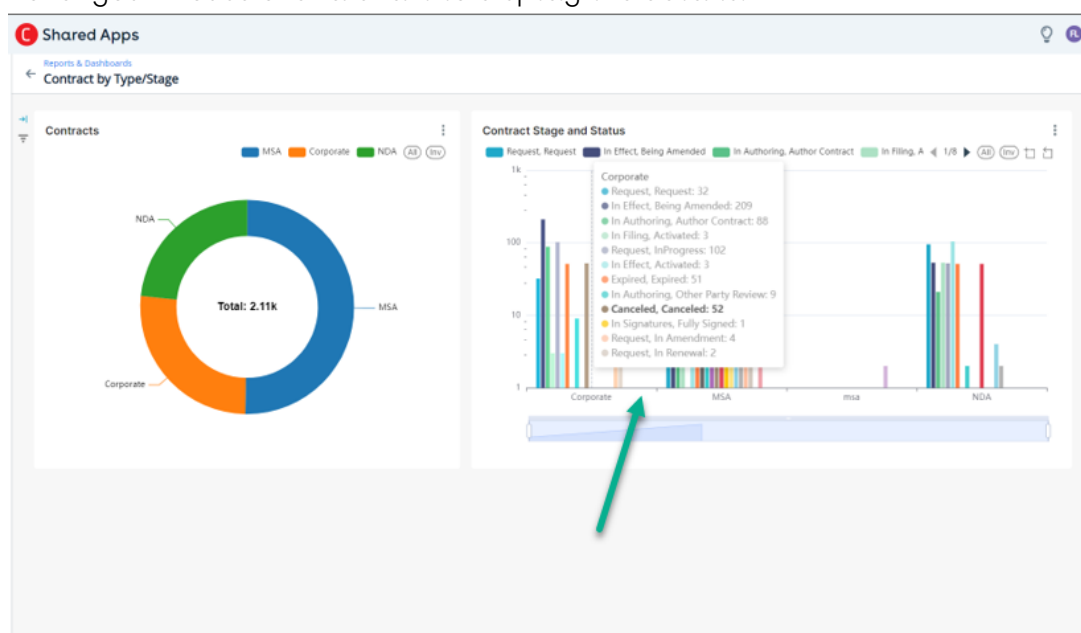 Shared Apps
FL
Reports & Dashboards
Contract by Type/Stage
Contracts
MSA Corporate NDA All Inv
NDA
Total: 2.11k
MSA
Corporate
Contract Stage and Status
Request, Request In Effect, Being Amended In Authoring, Author Contract In Filing, A 1/8 All Inv
1k
100
10
1
Corporate
Request, Request: 32
In Effect, Being Amended: 209
In Authoring, Author Contract: 88
In Filing, Activated: 3
Request, InProgress: 102
In Effect, Activated: 3
Expired, Expired: 51
In Authoring, Other Party Review: 9
Canceled, Canceled: 52
In Signatures, Fully Signed: 1
Request, In Amendment: 4
Request, In Renewal: 2
Corporate MSA msa NDA